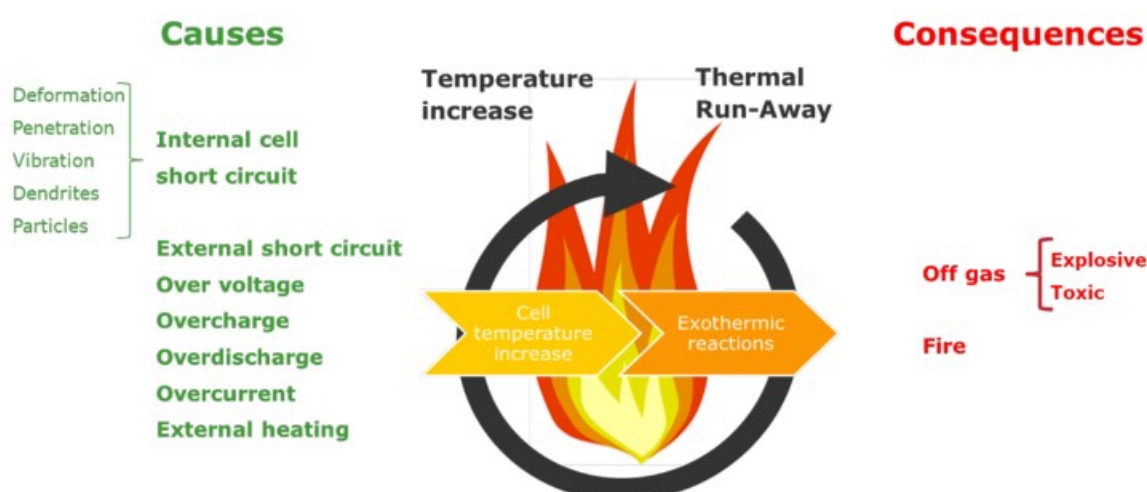 Causes
Deformation
Penetration
Vibration
Dendrites
Particles
Internal cell
short circuit
External short circuit
Over voltage
Overcharge
Overdischarge
Overcurrent
External heating
Temperature
increase
Thermal
Run-Away
Cell
temperature
increase
Exothermic
reactions
Consequences
Off gas
Explosive
Toxic
Fire